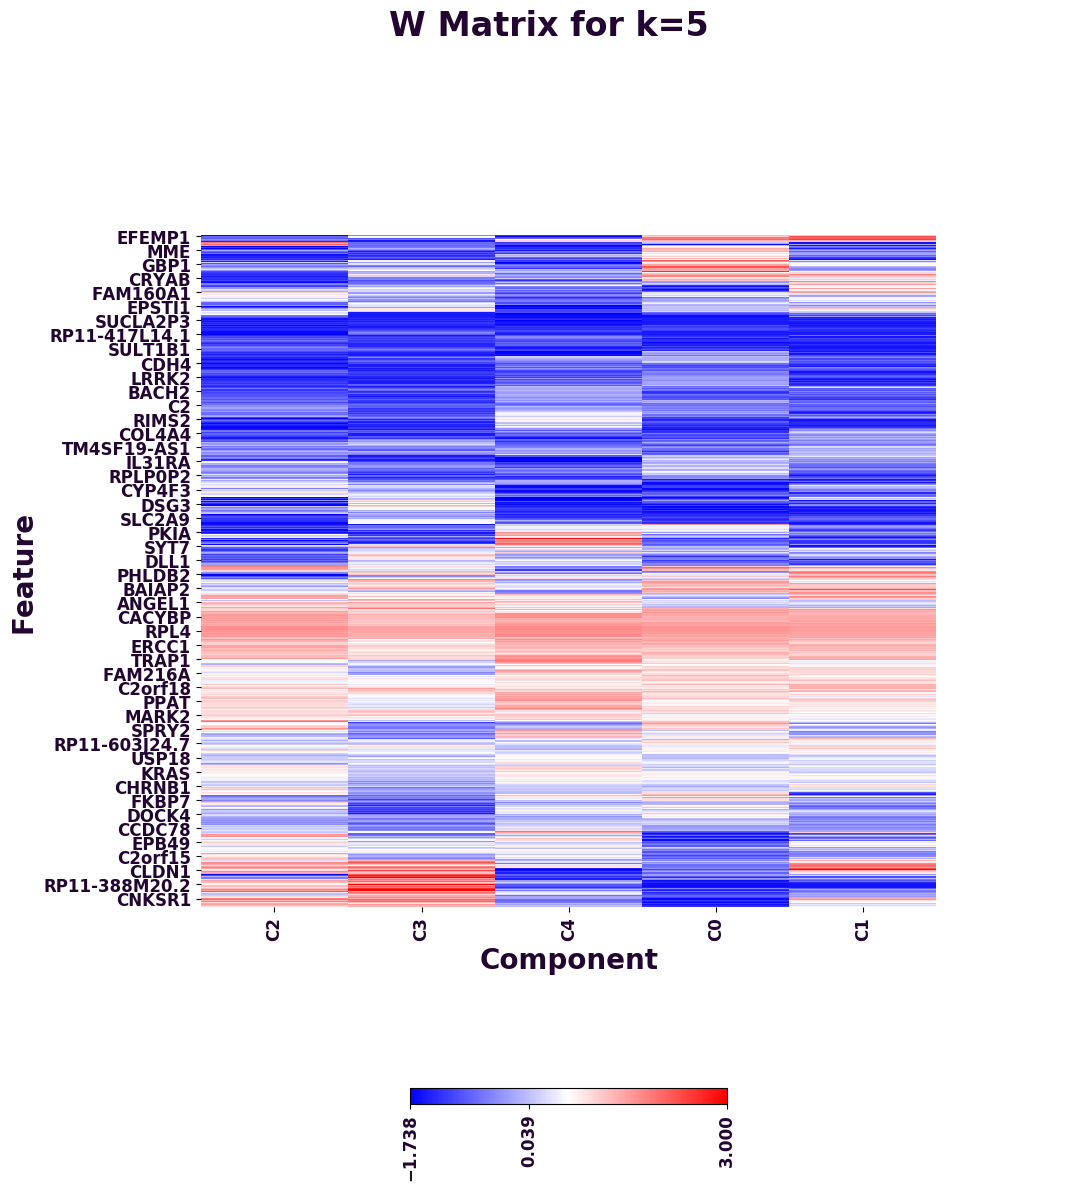 W Matrix for k=5
Feature
EFEMP1
MME
GBP1
CRYAB
FAM160A1
EPSTI1
SUCLA2P3
RP11-417L14.1
SULT1B1
CDH4
LRRK2
BACH2
C2
RIMS2
COL4A4
TM4SF19-AS1
IL31RA
RPLP0P2
CYP4F3
DSG3
SLC2A9
PKIA
SYT7
DLL1
PHLDB2
BAIAP2
ANGEL1
CACYBP
RPL4
ERCC1
TRAP1
FAM216A
C2orf18
PPAT
MARK2
SPRY2
RP11-603J24.7
USP18
KRAS
CHRNB1
FKBP7
DOCK4
CCDC78
EPB49
C2orf15
CLDN1
RP11-388M20.2
CNKSR1
C2
C3
C4
C0
C1
Component
−1.738
0.039
3.000